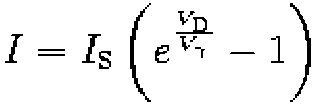 I = I_S ( e^{V_D / V_T} − 1 )